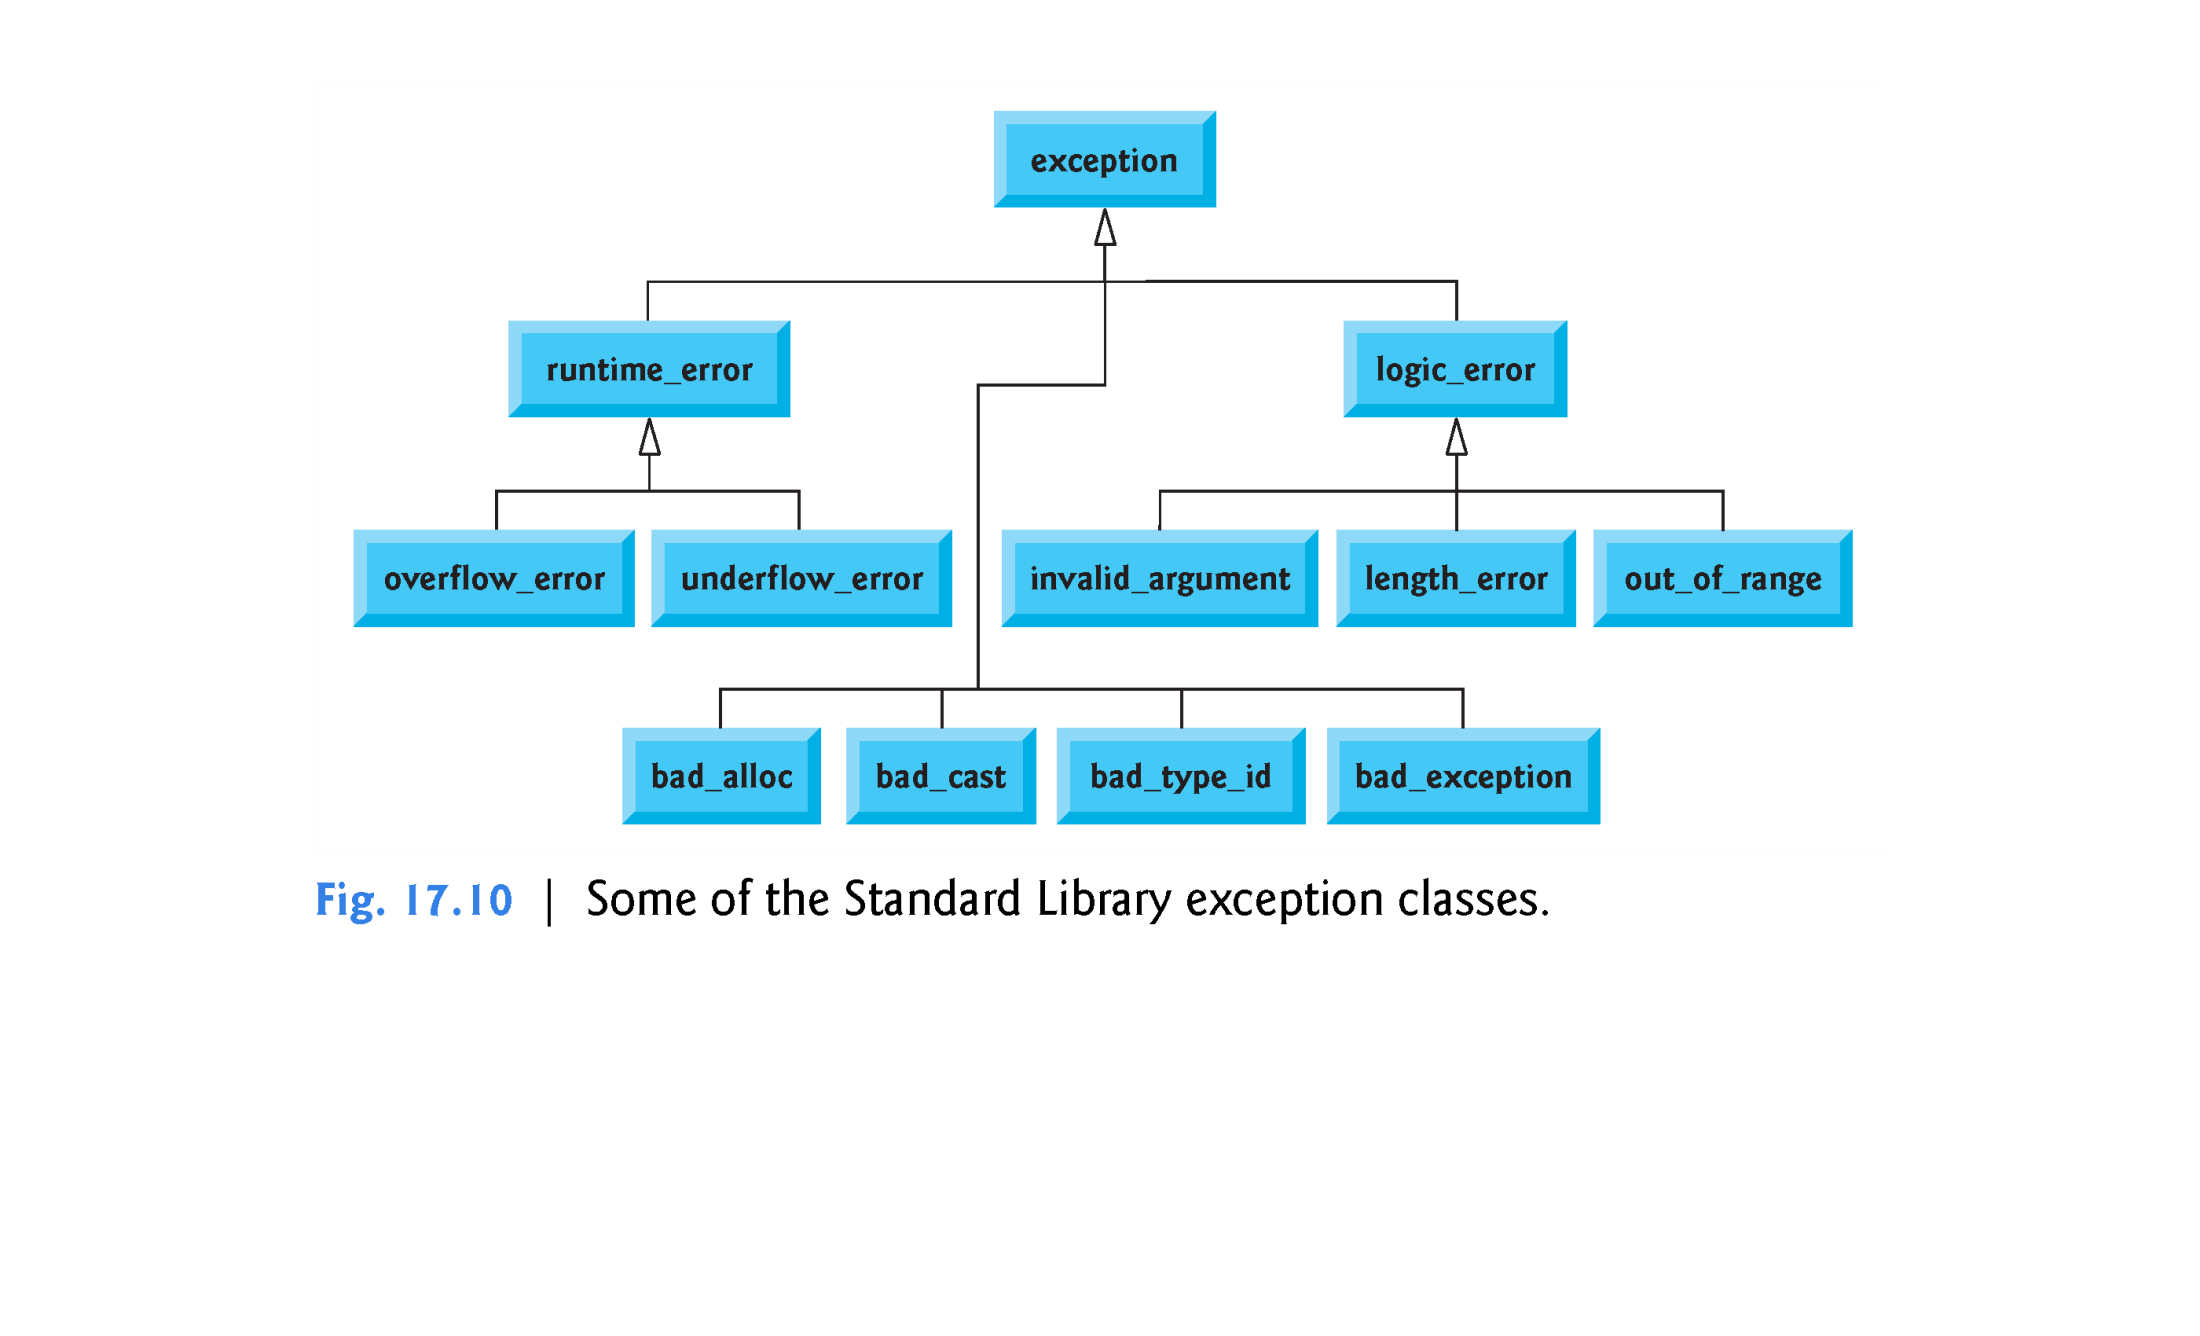 exception
runtime_error
logic_error
overflow_error
underflow_error
invalid_argument
length_error
out_of_range
bad_alloc
bad_cast
bad_type_id
bad_exception
Fig. 17.10 | Some of the Standard Library exception classes.